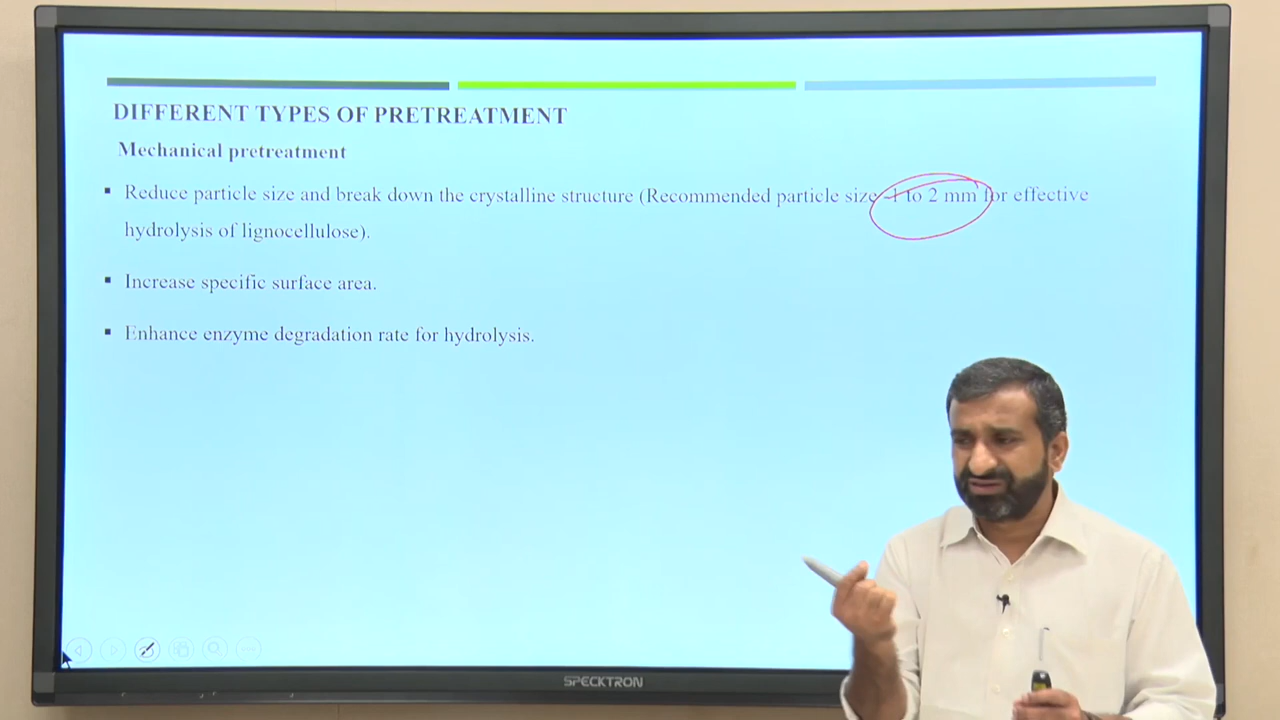 DIFFERENT TYPES OF PRETREATMENT
Mechanical pretreatment
▪ Reduce particle size and break down the crystalline structure (Recommended particle size -1 to 2 mm for effective
hydrolysis of lignocellulose).
▪ Increase specific surface area.
▪ Enhance enzyme degradation rate for hydrolysis.
SPECKTRON